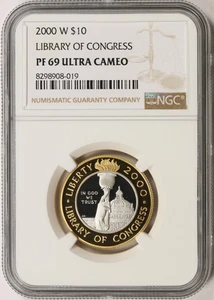 2000 W $10
LIBRARY OF CONGRESS
PF 69 ULTRA CAMEO
8298908-019
NUMISMATIC GUARANTY COMPANY
NGC
LIBERTY 2000
IN GOD
WE
TRUST
LIBRARY OF CONGRESS